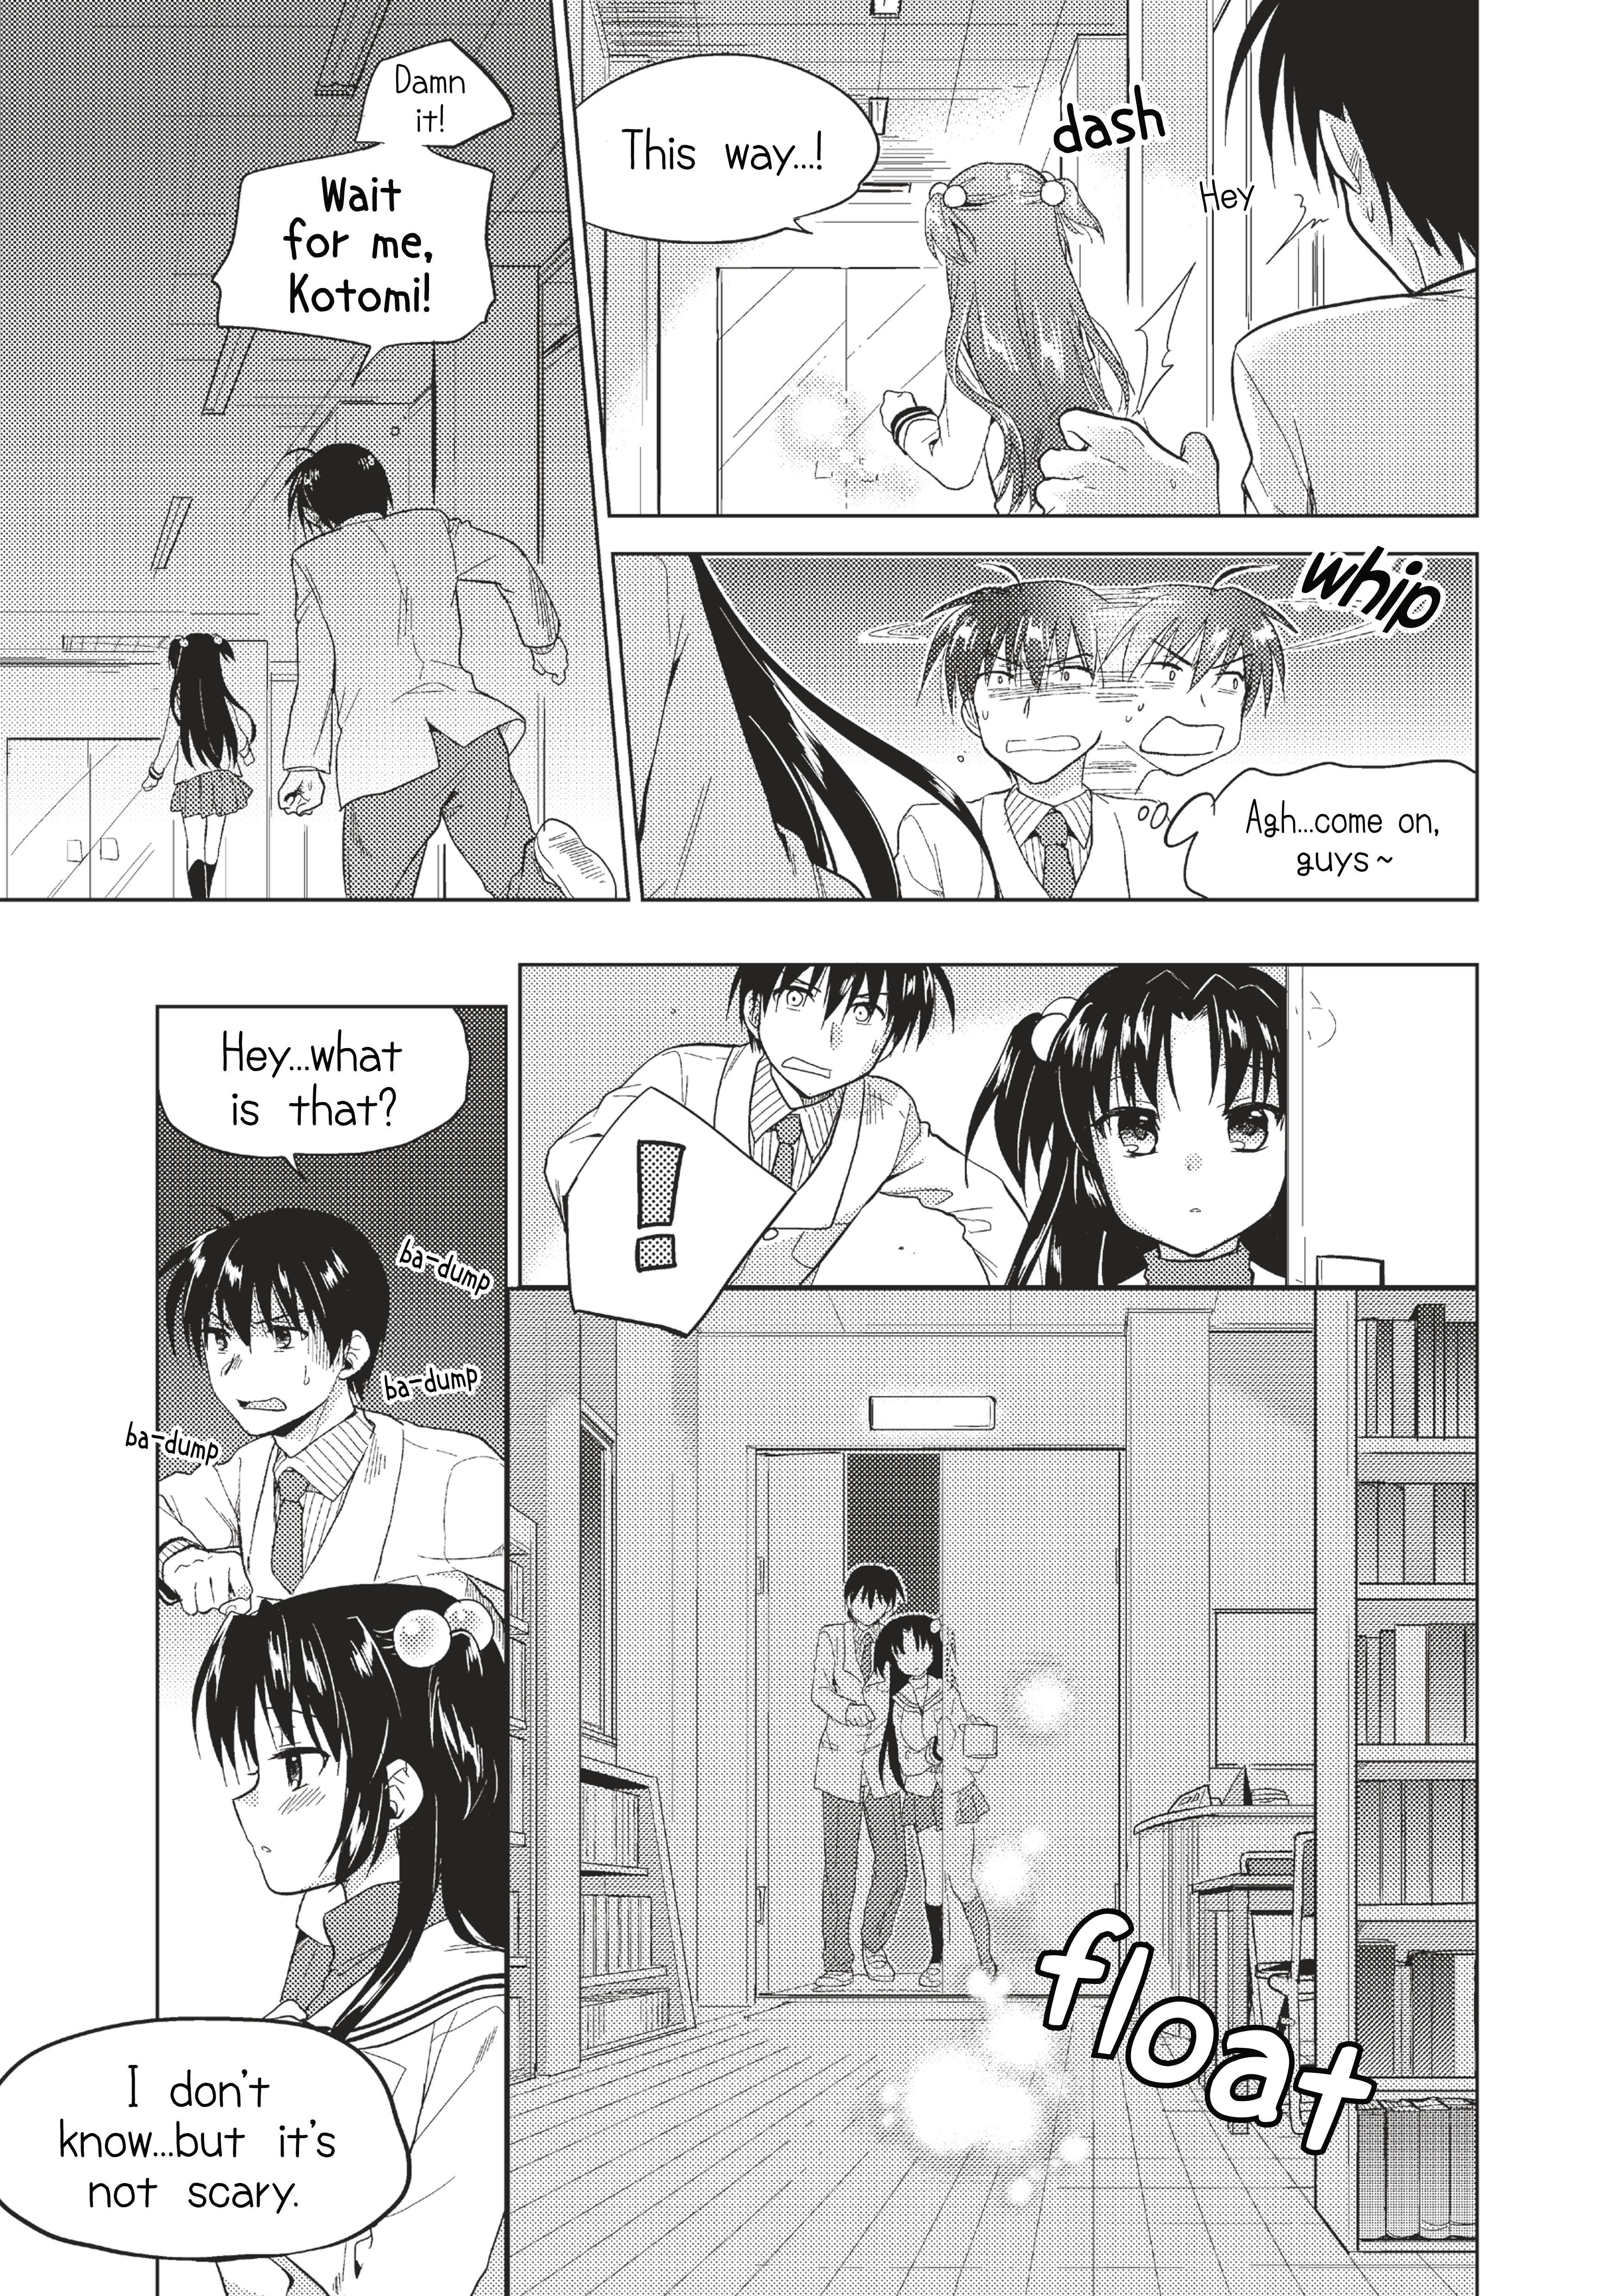 This way...!
dash
Hey
whip
Agh...come on,
guys~
Damn
it!
Wait
for me,
Kotomi!
!
float
Hey...what
is that?
ba-dump
ba-dump
ba-dump
I don't
know...but it's
not scary.